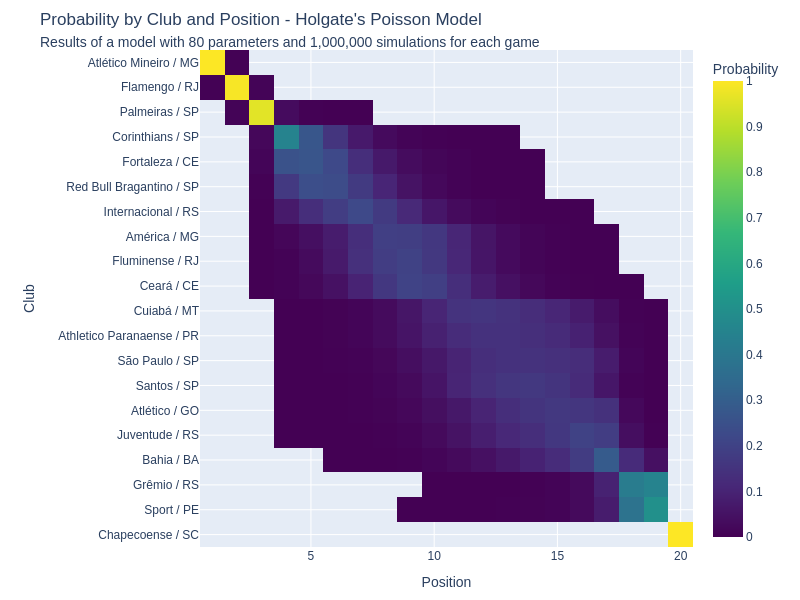 Probability by Club and Position - Holgate's Poisson Model
Results of a model with 80 parameters and 1,000,000 simulations for each game
Probability
Atlético Mineiro / MG
Flamengo / RJ
Palmeiras / SP
Corinthians / SP
Fortaleza / CE
Red Bull Bragantino / SP
Internacional / RS
América / MG
Fluminense / RJ
Ceará / CE
Cuiabá / MT
Athletico Paranaense / PR
São Paulo / SP
Santos / SP
Atlético / GO
Juventude / RS
Bahia / BA
Grêmio / RS
Sport / PE
Chapecoense / SC
Club
5
10
15
20
Position
1
0.9
0.8
0.7
0.6
0.5
0.4
0.3
0.2
0.1
0